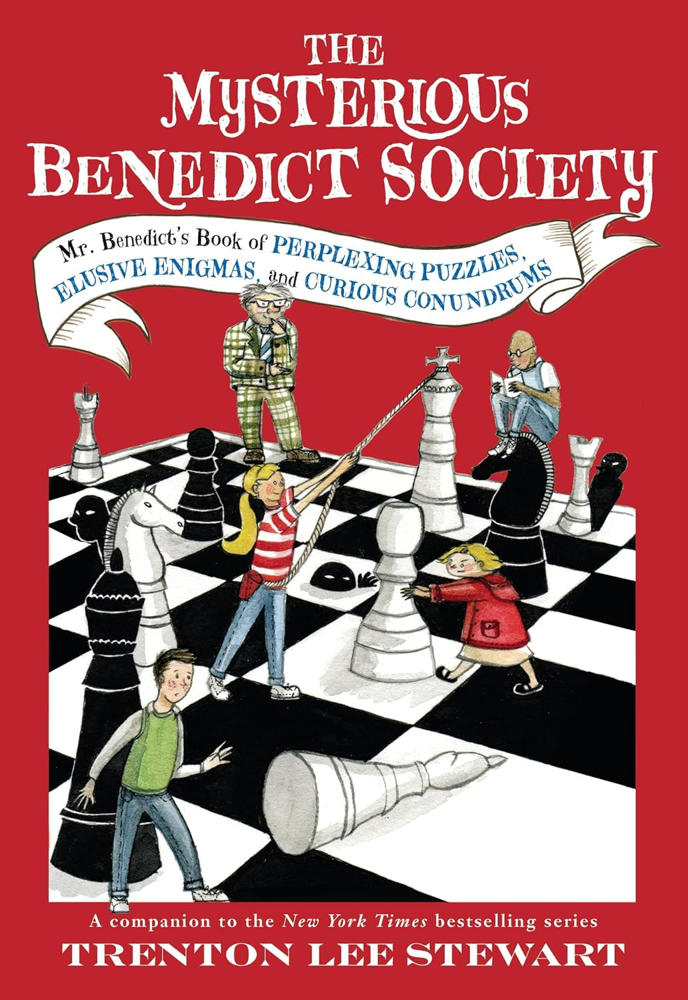 THE
MySTERIOUS
BENEDICT SOCIETy
Mr. Benedict's Book of PERPLEXING PUZZLES,
ELUSIVE ENIGMAS, and CURIOUS CONUNDRUMS
A companion to the New York Times bestselling series
TRENTON LEE STEWART